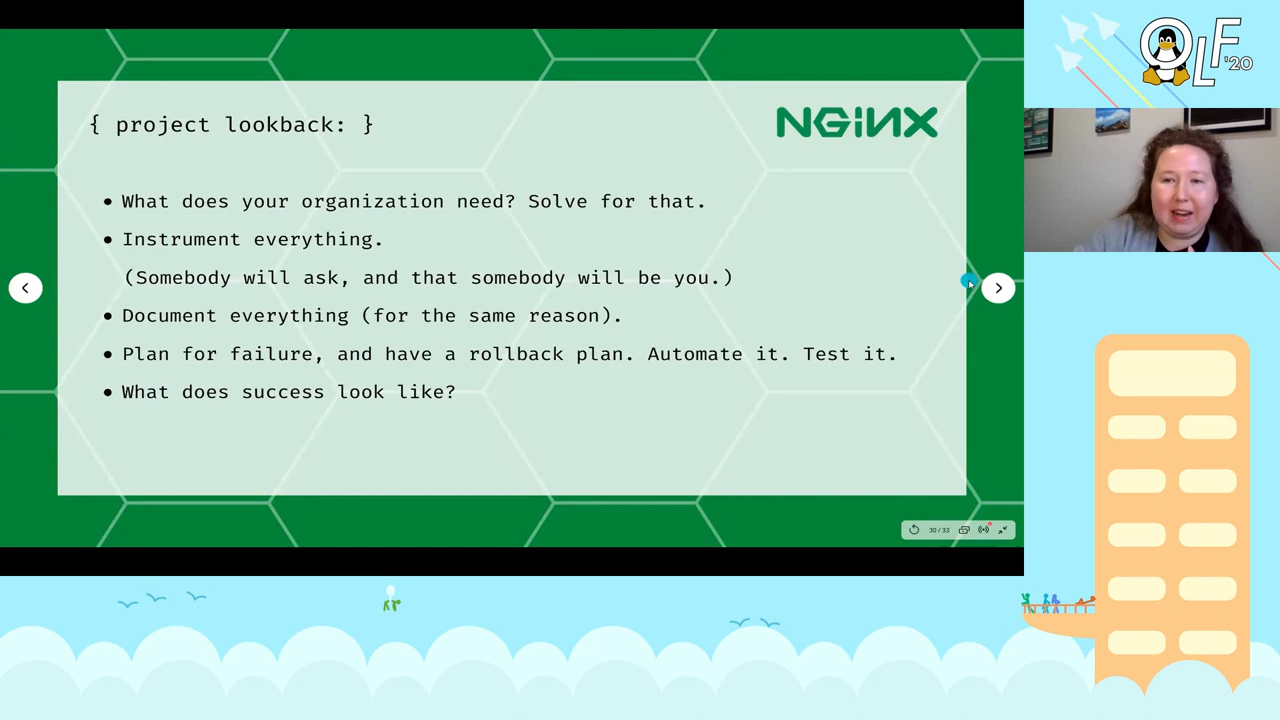 { project lookback: }
NGINX
• What does your organization need? Solve for that.
• Instrument everything.
(Somebody will ask, and that somebody will be you.)
• Document everything (for the same reason).
• Plan for failure, and have a rollback plan. Automate it. Test it.
• What does success look like?
30 / 33
OLF '20